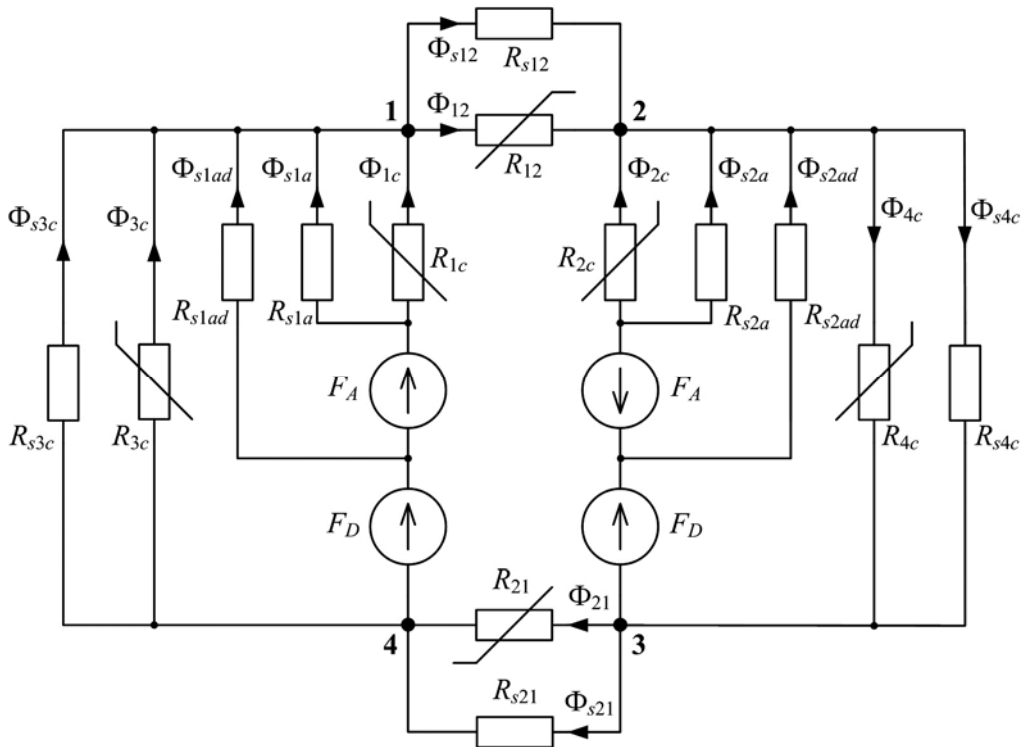 Φs12
Rs12
1
Φ12
2
R12
Φs3c
Φ3c
Φs1ad
Φs1a
Φ1c
Φ2c
Φs2a
Φs2ad
Φ4c
Φs4c
R1c
R2c
Rs1ad
Rs1a
Rs2a
Rs2ad
FA
FA
Rs3c
R3c
R4c
Rs4c
FD
FD
R21
Φ21
4
3
Rs21
Φs21